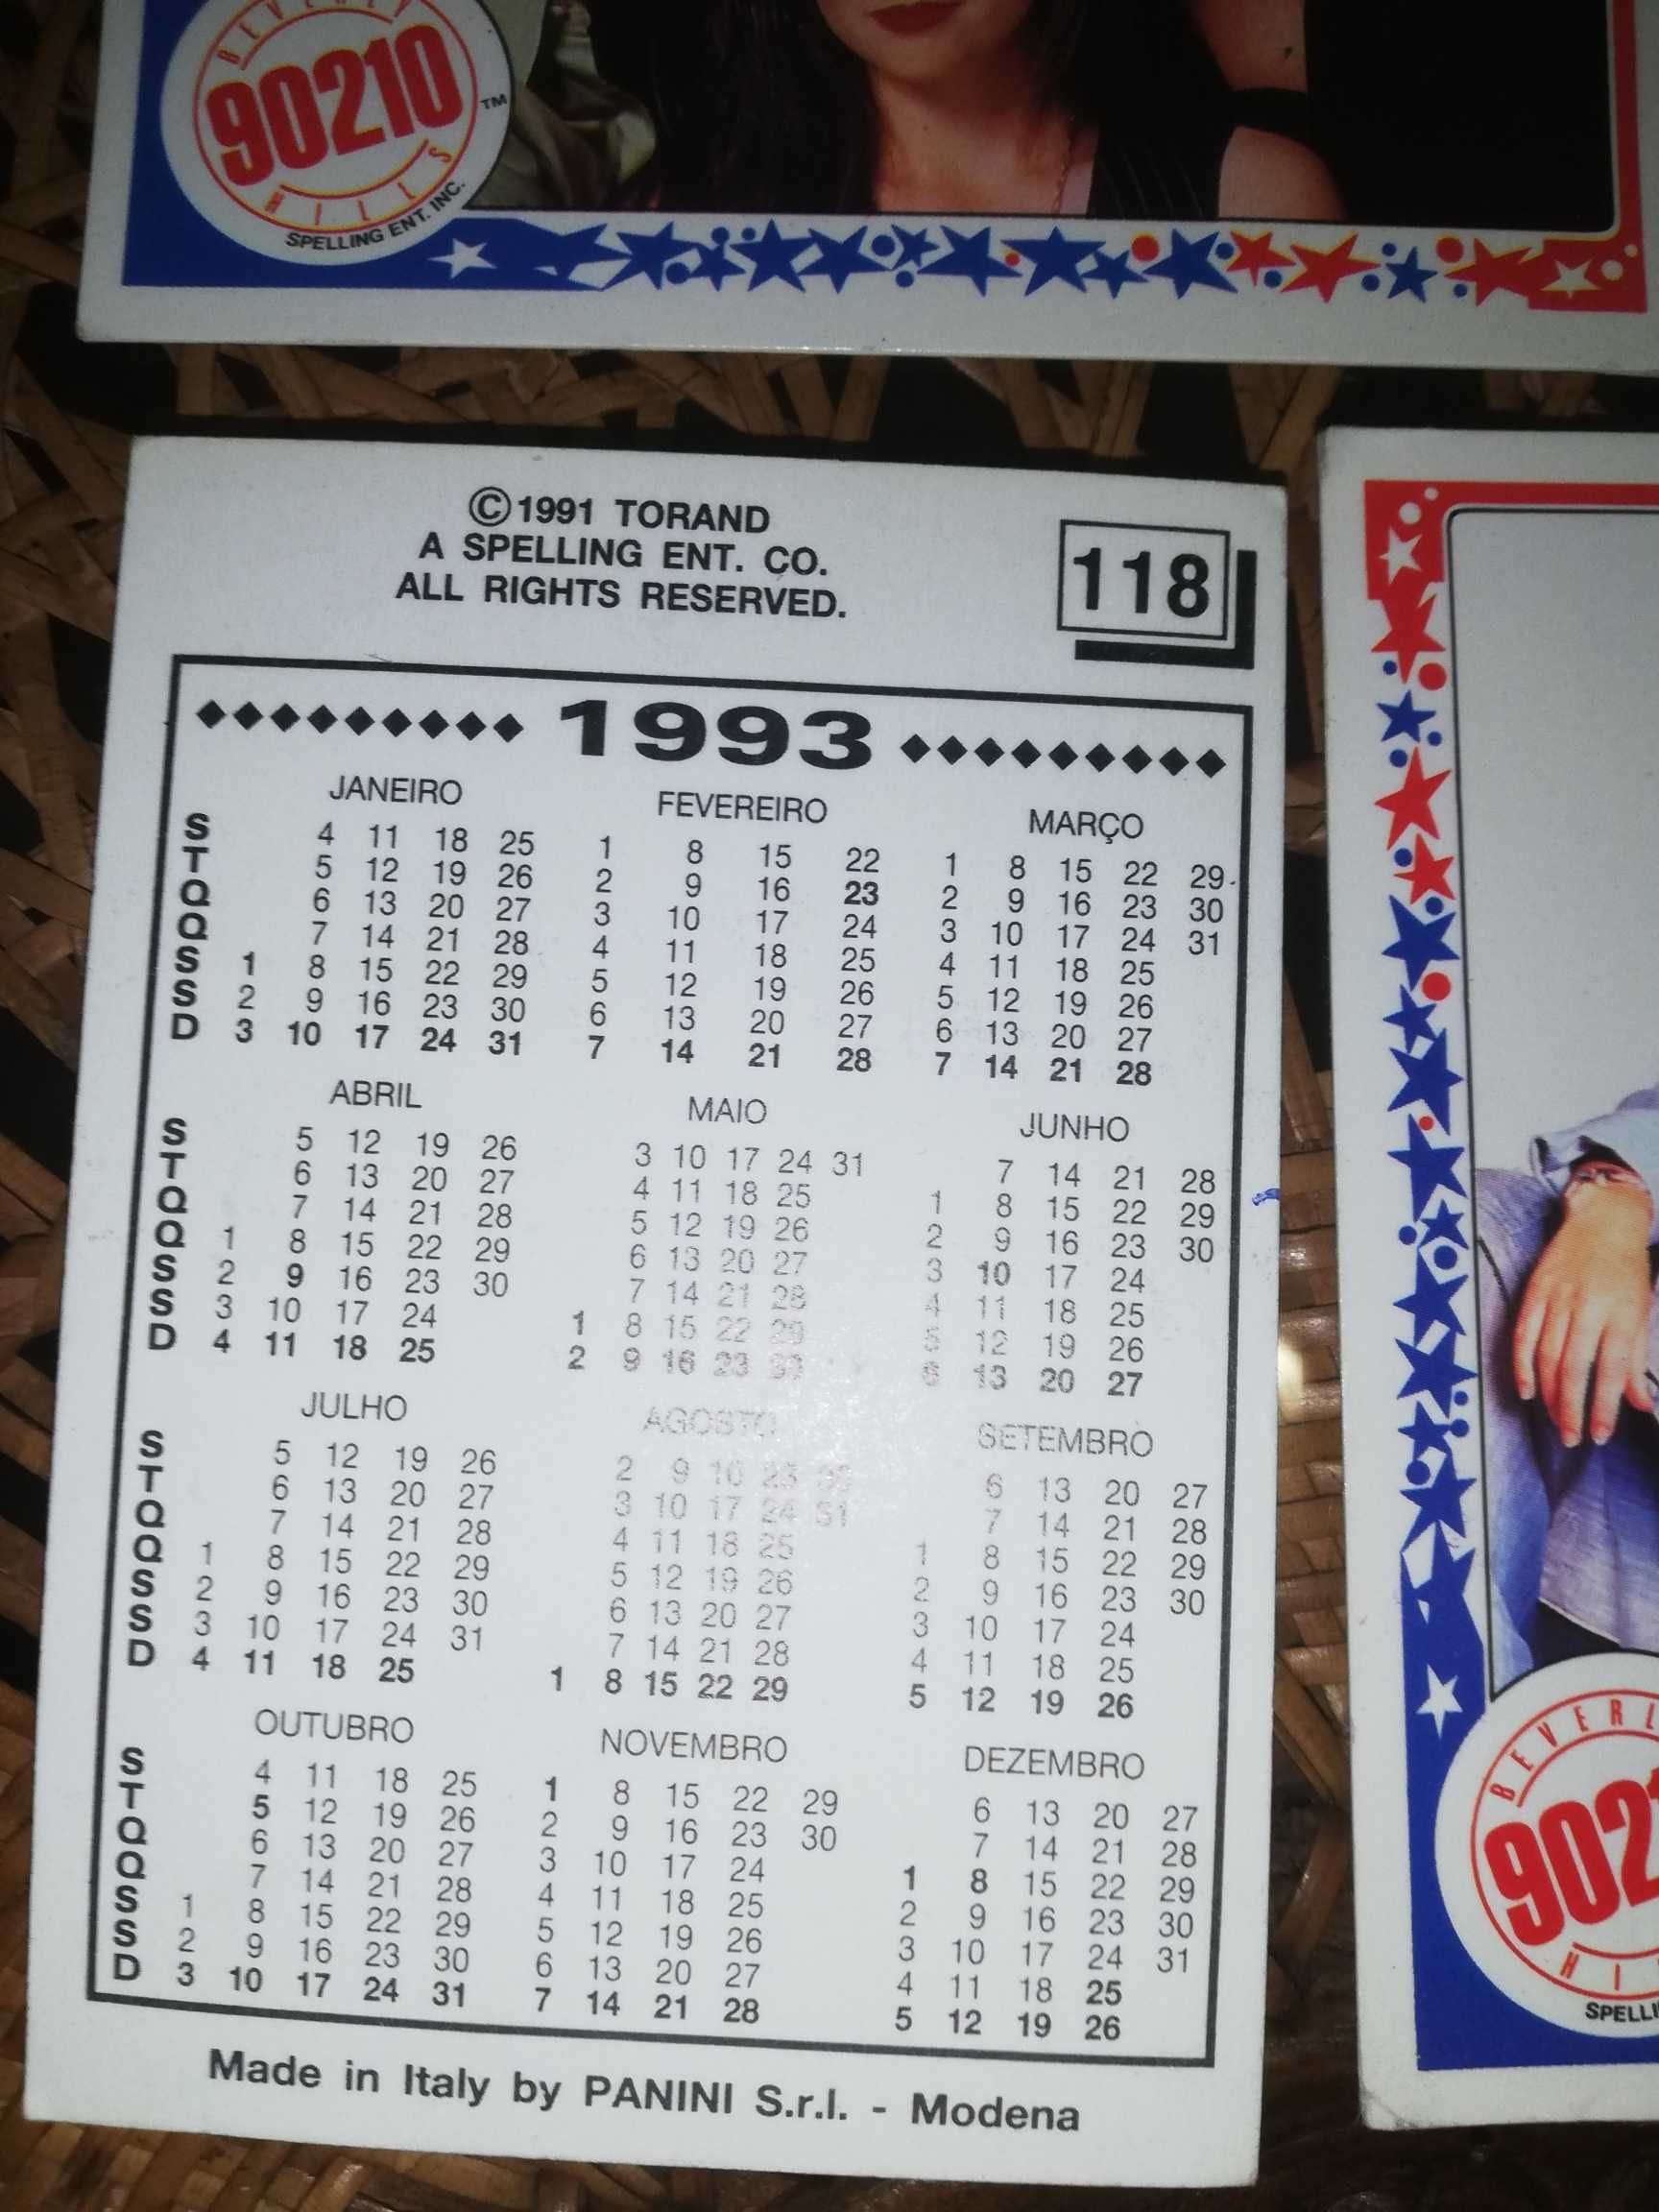 BEVERLY
90210
TM
HILLS
SPELLING ENT. INC.
©1991 TORAND
A SPELLING ENT. CO.
ALL RIGHTS RESERVED.
118
1993
JANEIRO FEVEREIRO MARÇO
S 4 11 18 25 1 8 15 22 1 8 15 22 29
T 5 12 19 26 2 9 16 23 2 9 16 23 30
Q 6 13 20 27 3 10 17 24 3 10 17 24 31
Q 7 14 21 28 4 11 18 25 4 11 18 25
S 1 8 15 22 29 5 12 19 26 5 12 19 26
S 2 9 16 23 30 6 13 20 27 6 13 20 27
D 3 10 17 24 31 7 14 21 28 7 14 21 28
ABRIL MAIO JUNHO
S 5 12 19 26 3 10 17 24 31 7 14 21 28
T 6 13 20 27 4 11 18 25 1 8 15 22 29
Q 7 14 21 28 5 12 19 26 2 9 16 23 30
Q 1 8 15 22 29 6 13 20 27 3 10 17 24
S 2 9 16 23 30 7 14 21 28 4 11 18 25
S 3 10 17 24 1 8 15 22 29 5 12 19 26
D 4 11 18 25 2 9 16 23 30 6 13 20 27
JULHO AGOSTO SETEMBRO
S 5 12 19 26 2 9 16 23 30 6 13 20 27
T 6 13 20 27 3 10 17 24 31 7 14 21 28
Q 7 14 21 28 4 11 18 25 1 8 15 22 29
Q 1 8 15 22 29 5 12 19 26 2 9 16 23 30
S 2 9 16 23 30 6 13 20 27 3 10 17 24
S 3 10 17 24 31 7 14 21 28 4 11 18 25
D 4 11 18 25 1 8 15 22 29 5 12 19 26
OUTUBRO NOVEMBRO DEZEMBRO
S 4 11 18 25 1 8 15 22 29 6 13 20 27
T 5 12 19 26 2 9 16 23 30 7 14 21 28
Q 6 13 20 27 3 10 17 24 1 8 15 22 29
Q 7 14 21 28 4 11 18 25 2 9 16 23 30
S 1 8 15 22 29 5 12 19 26 3 10 17 24 31
S 2 9 16 23 30 6 13 20 27 4 11 18 25
D 3 10 17 24 31 7 14 21 28 5 12 19 26
Made in Italy by PANINI S.r.l. - Modena
BEVERL
902
HI
SPELLI